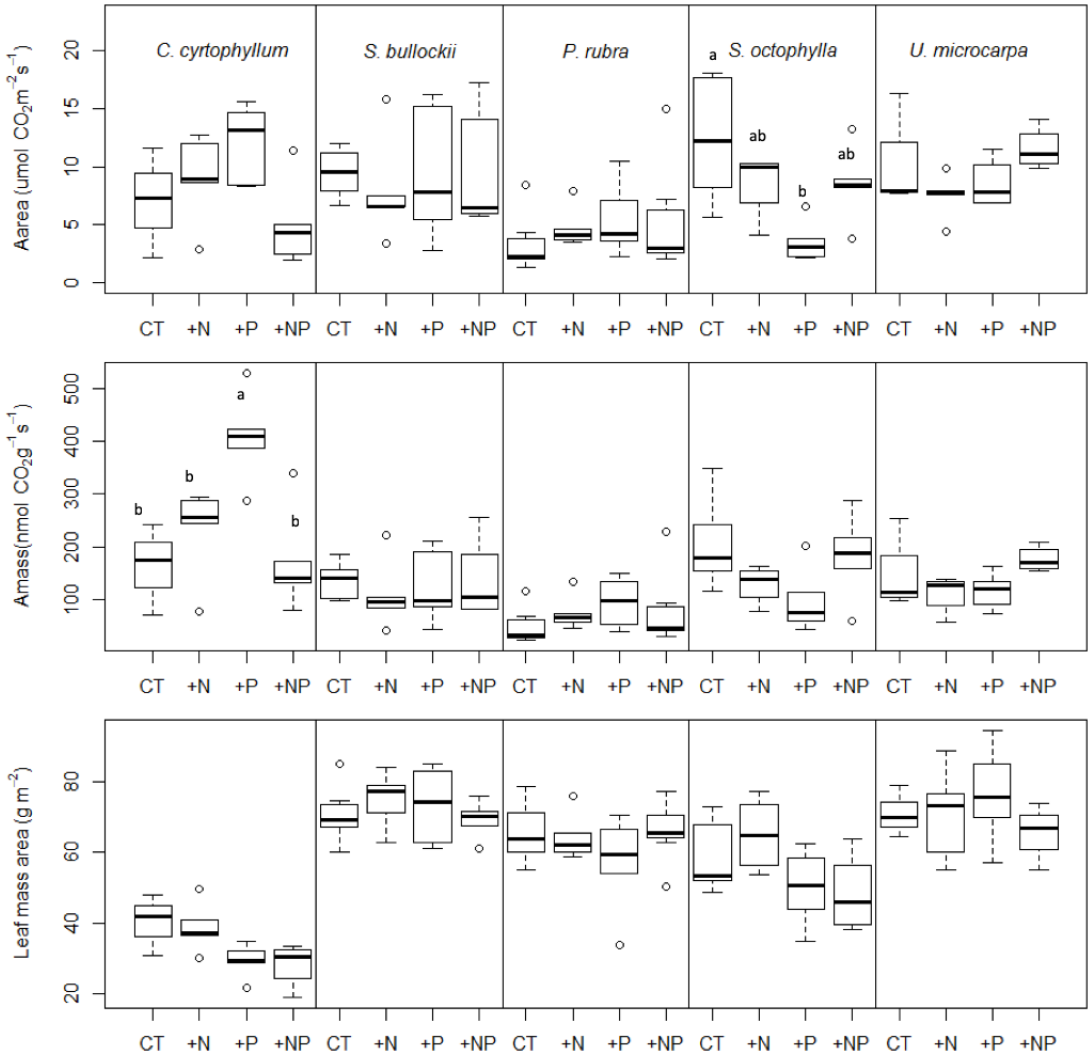 C. cyrtophyllum S. bullockii P. rubra S. octophylla U. microcarpa
Aarea (umol CO₂m⁻²s⁻¹)
20
15
10
5
0
a
ab
b
ab
CT +N +P +NP CT +N +P +NP CT +N +P +NP CT +N +P +NP CT +N +P +NP
Amass(nmol CO₂g⁻¹s⁻¹)
500
400
300
200
100
b
b
a
b
CT +N +P +NP CT +N +P +NP CT +N +P +NP CT +N +P +NP CT +N +P +NP
Leaf mass area (g m⁻²)
80
60
40
20
CT +N +P +NP CT +N +P +NP CT +N +P +NP CT +N +P +NP CT +N +P +NP